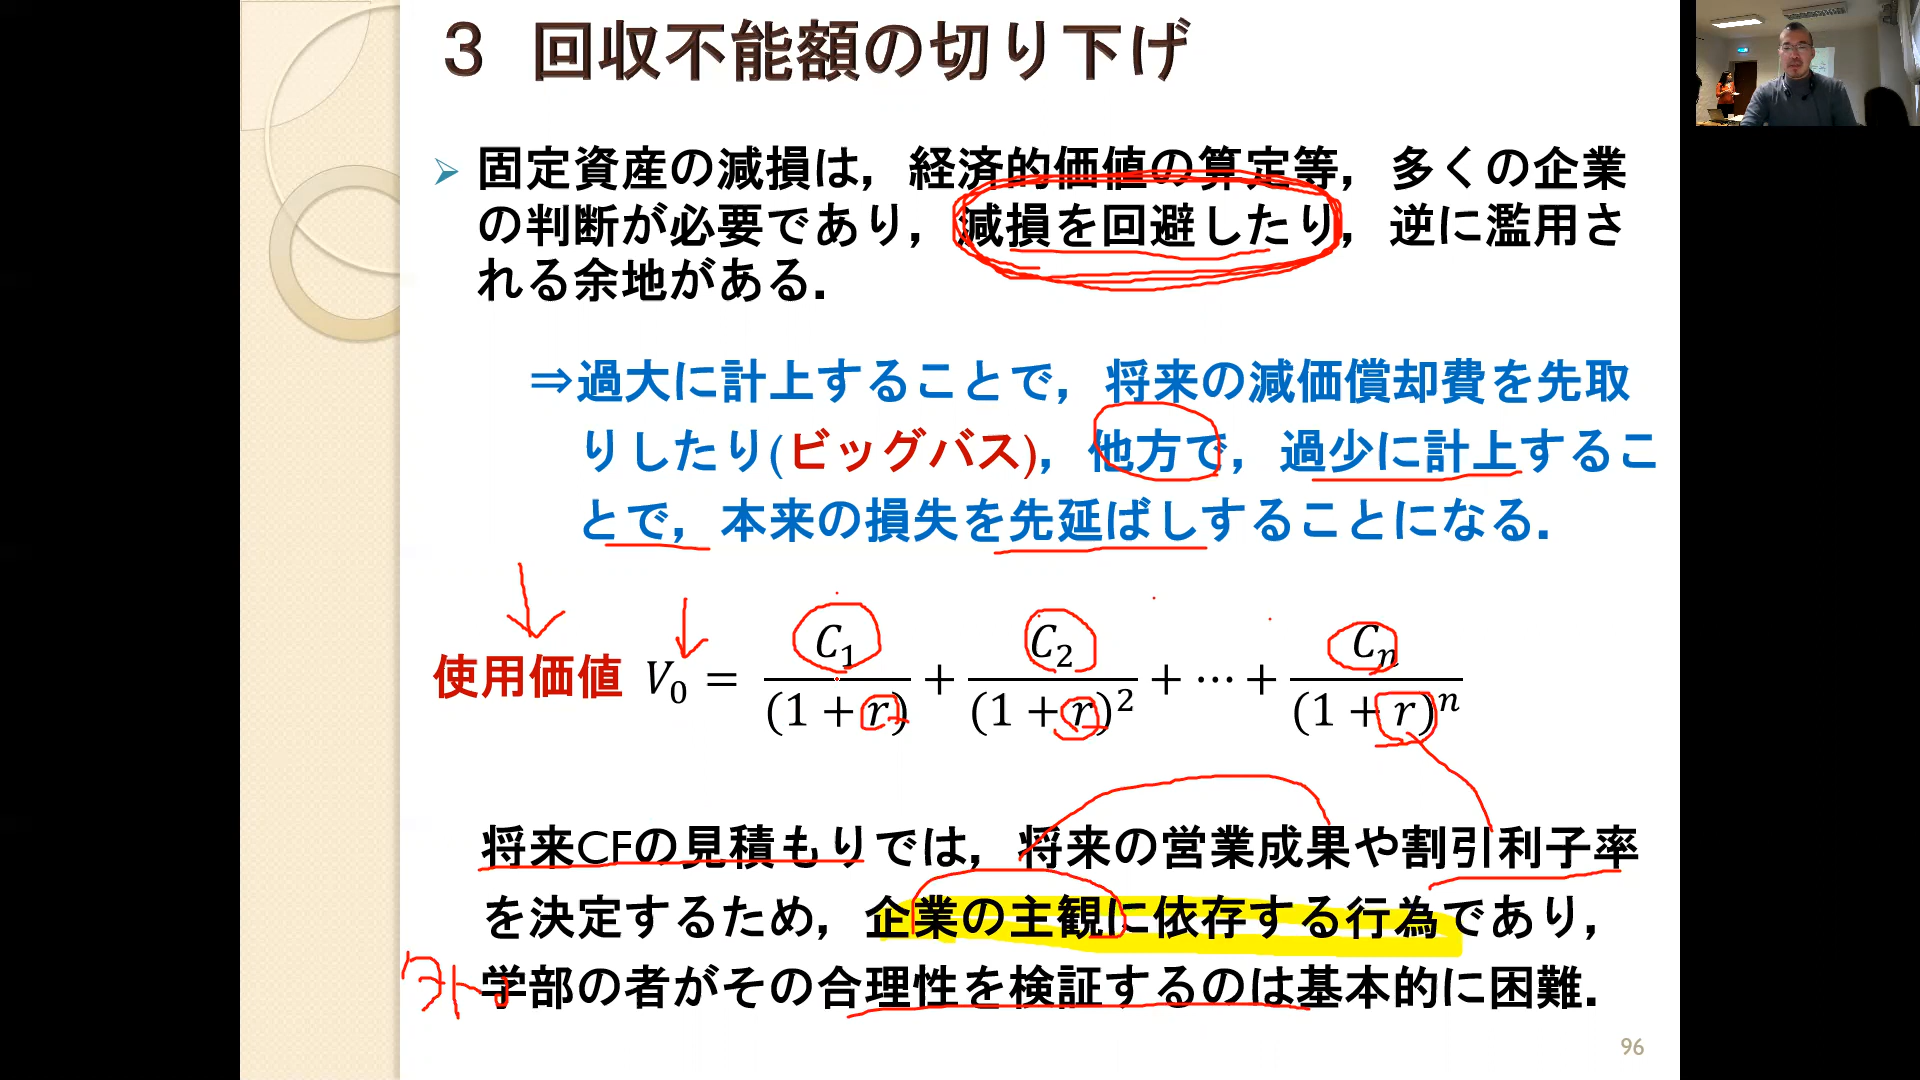 ３　回収不能額の切り下げ
➢ 固定資産の減損は，経済的価値の算定等，多くの企業
の判断が必要であり，減損を回避したり，逆に濫用さ
れる余地がある．
⇒過大に計上することで，将来の減価償却費を先取
りしたり(ビッグバス)，他方で，過少に計上するこ
とで，本来の損失を先延ばしすることになる．
使用価値 V₀ = C₁/(1 + r) + C₂/(1 + r)² + ⋯ + Cₙ/(1 + r)ⁿ
将来CFの見積もりでは，将来の営業成果や割引利子率
を決定するため，企業の主観に依存する行為であり，
外
学部の者がその合理性を検証するのは基本的に困難．
96